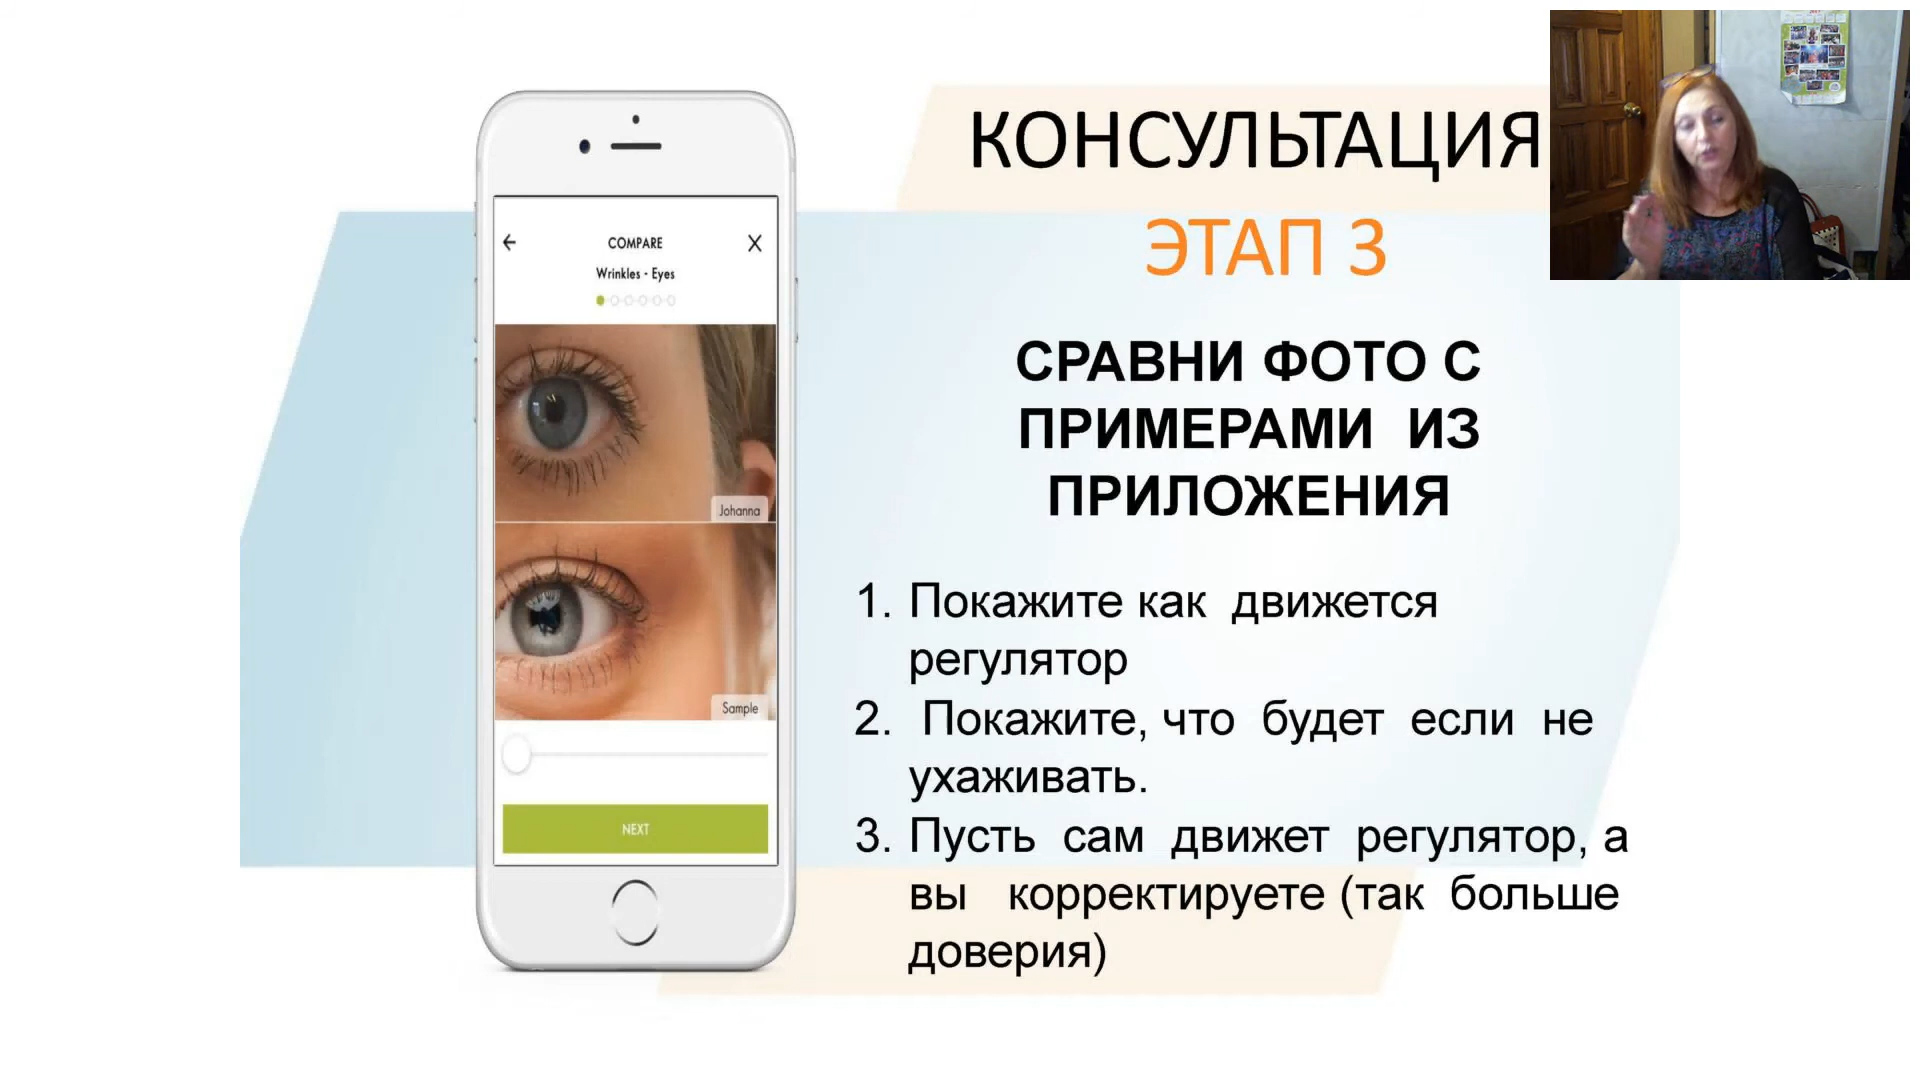 COMPARE
Wrinkles - Eyes
Johanna
Sample
NEXT
КОНСУЛЬТАЦИЯ
ЭТАП 3
СРАВНИ ФОТО С
ПРИМЕРАМИ ИЗ
ПРИЛОЖЕНИЯ
1. Покажите как движется
регулятор
2. Покажите, что будет если не
ухаживать.
3. Пусть сам движет регулятор, а
вы корректируете (так больше
доверия)